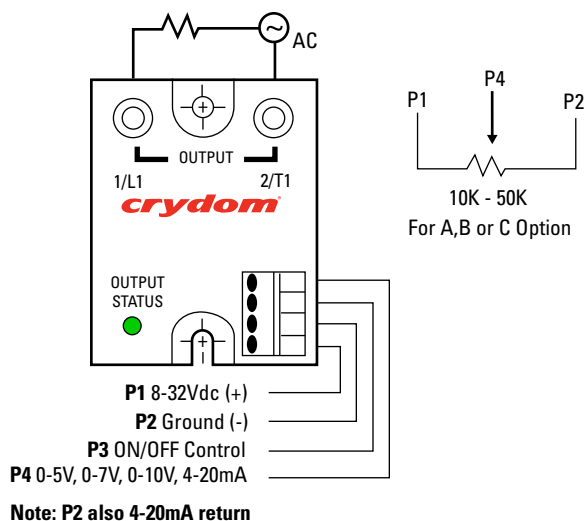 AC
OUTPUT
1/L1 2/T1
crydom
OUTPUT
STATUS
P1 P4 P2
10K - 50K
For A,B or C Option
P1 8-32Vdc (+)
P2 Ground (-)
P3 ON/OFF Control
P4 0-5V, 0-7V, 0-10V, 4-20mA
Note: P2 also 4-20mA return